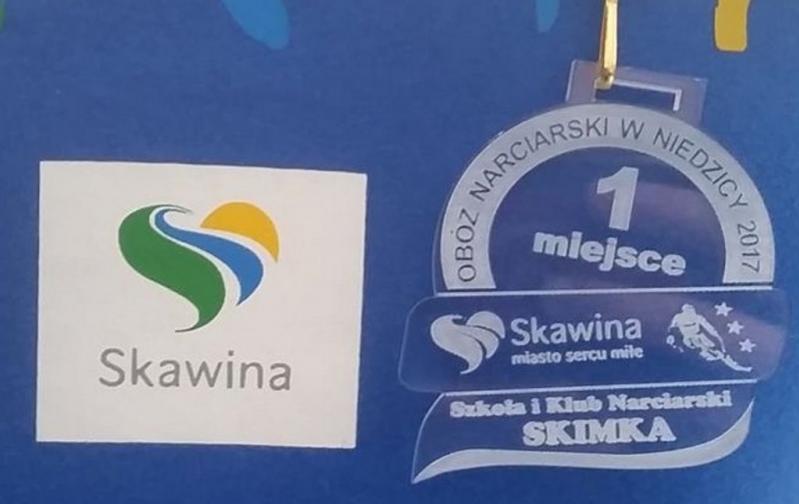 Skawina
OBÓZ NARCIARSKI W NIEDZICY 2017
1
miejsce
Skawina
miasto sercu miłe
Szkoła i Klub Narciarski
SKIMKA